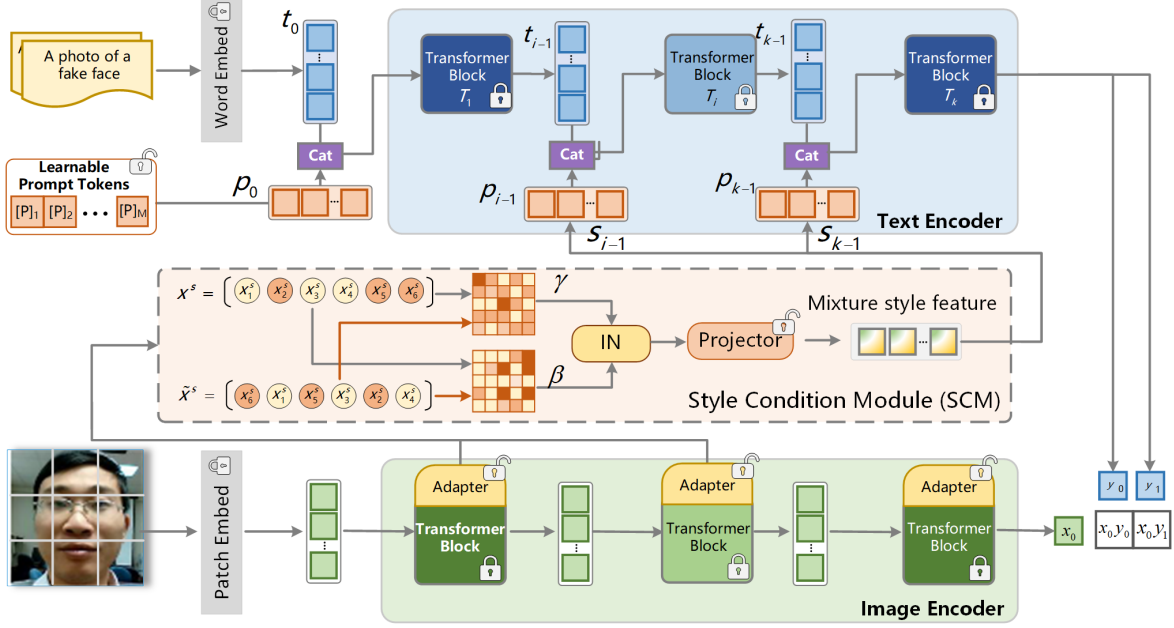 A photo of a
fake face
Word Embed
t₀
Cat
Learnable
Prompt Tokens
[P]₁ [P]₂ • • • [P]M
p₀
...
Transformer
Block
T₁
tᵢ₋₁
Cat
pᵢ₋₁
...
sᵢ₋₁
Transformer
Block
Tᵢ
tₖ₋₁
Cat
pₖ₋₁
...
sₖ₋₁
Transformer
Block
Tₖ
Text Encoder
xˢ = ( x₁ˢ x₂ˢ x₃ˢ x₄ˢ x₅ˢ x₆ˢ )
x̃ˢ = ( x₆ˢ x₁ˢ x₅ˢ x₃ˢ x₂ˢ x₄ˢ )
γ
β
IN
Projector
Mixture style feature
...
Style Condition Module (SCM)
Patch Embed
Adapter
Transformer
Block
Adapter
Transformer
Block
Adapter
Transformer
Block
Image Encoder
y₀ y₁
x₀ x₀y₀ x₀y₁